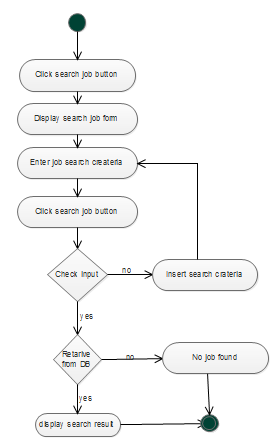 Click search job button
Display search job form
Enter job search createria
Click search job button
Check Input
no
Insert search crateria
yes
Retarive
from DB
no
No job found
yes
display search result